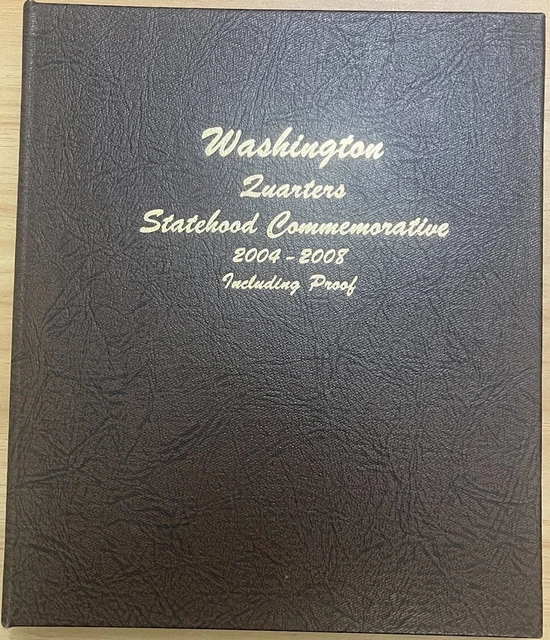 Washington
Quarters
Statehood Commemorative
2004-2008
Including Proof